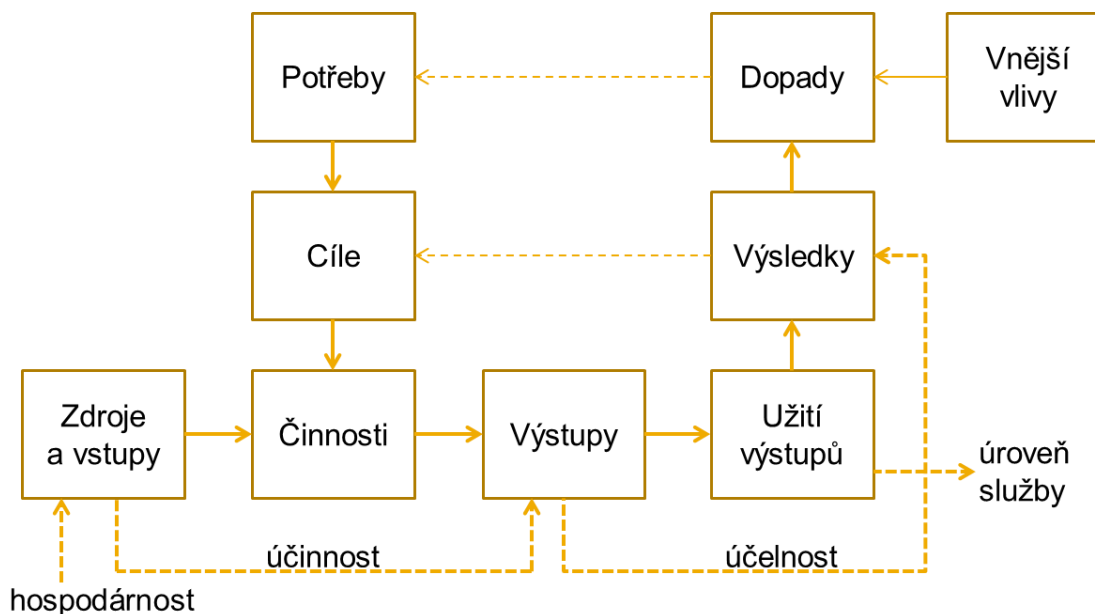 Potřeby
Dopady
Vnější
vlivy
Cíle
Výsledky
Zdroje
a vstupy
Činnosti
Výstupy
Užití
výstupů
úroveň
služby
účinnost
účelnost
hospodárnost